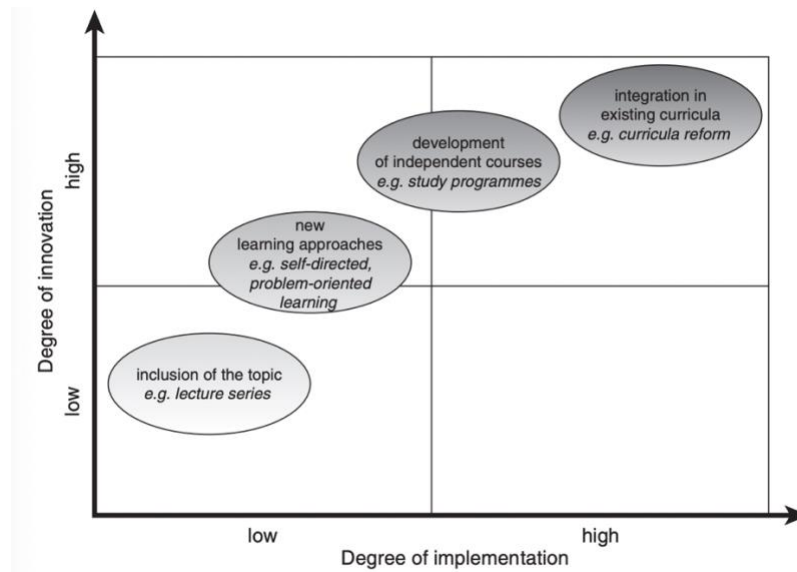 integration in
existing curricula
e.g. curricula reform
development
of independent courses
e.g. study programmes
new
learning approaches
e.g. self-directed,
problem-oriented
learning
inclusion of the topic
e.g. lecture series
Degree of innovation
high
low
low
high
Degree of implementation